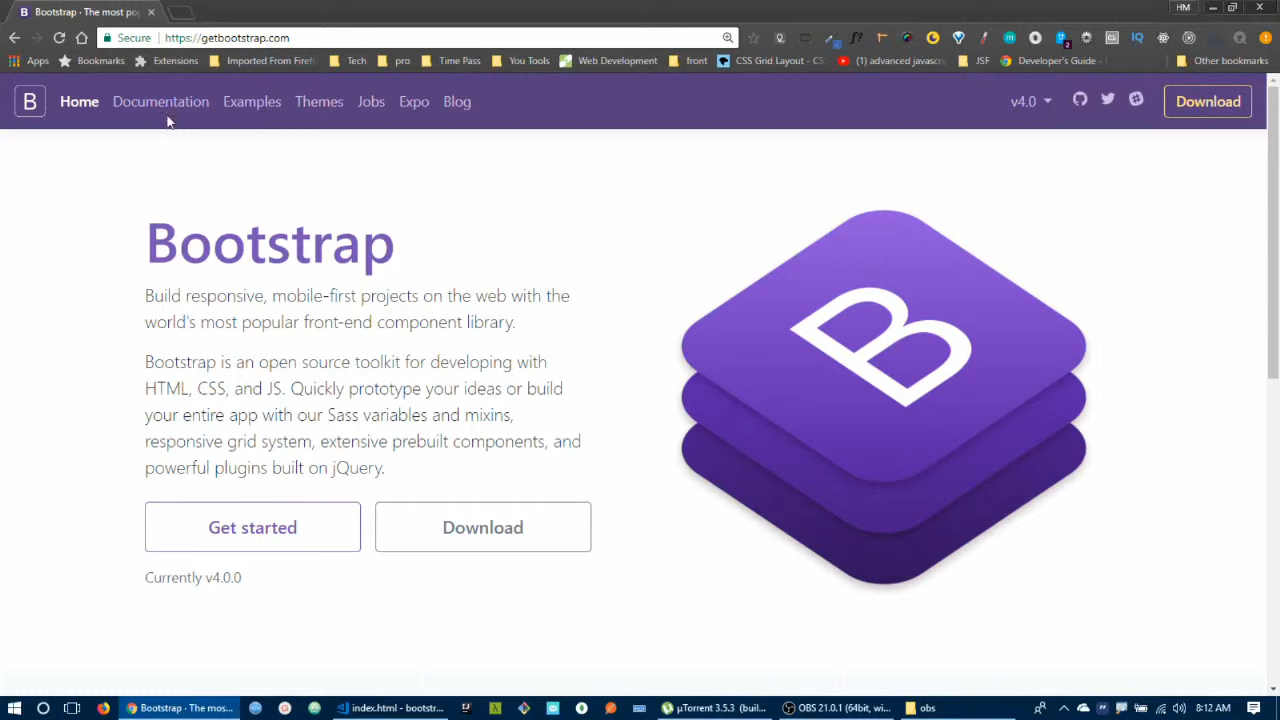 Bootstrap · The most po
HM
Secure
https://getbootstrap.com
Apps
Bookmarks
Extensions
Imported From Firef
Tech
pro
Time Pass
You Tools
Web Development
front
CSS Grid Layout - CS
(1) advanced javasc
JSF
Developer's Guide -
Other bookmarks
B
Home
Documentation
Examples
Themes
Jobs
Expo
Blog
v4.0
Download
Bootstrap
Build responsive, mobile-first projects on the web with the
world's most popular front-end component library.
Bootstrap is an open source toolkit for developing with
HTML, CSS, and JS. Quickly prototype your ideas or build
your entire app with our Sass variables and mixins,
responsive grid system, extensive prebuilt components, and
powerful plugins built on jQuery.
Get started
Download
Currently v4.0.0
B
Bootstrap · The mos...
index.html - bootstr...
µTorrent 3.5.3 (buil...
OBS 21.0.1 (64bit, wi...
obs
8:12 AM